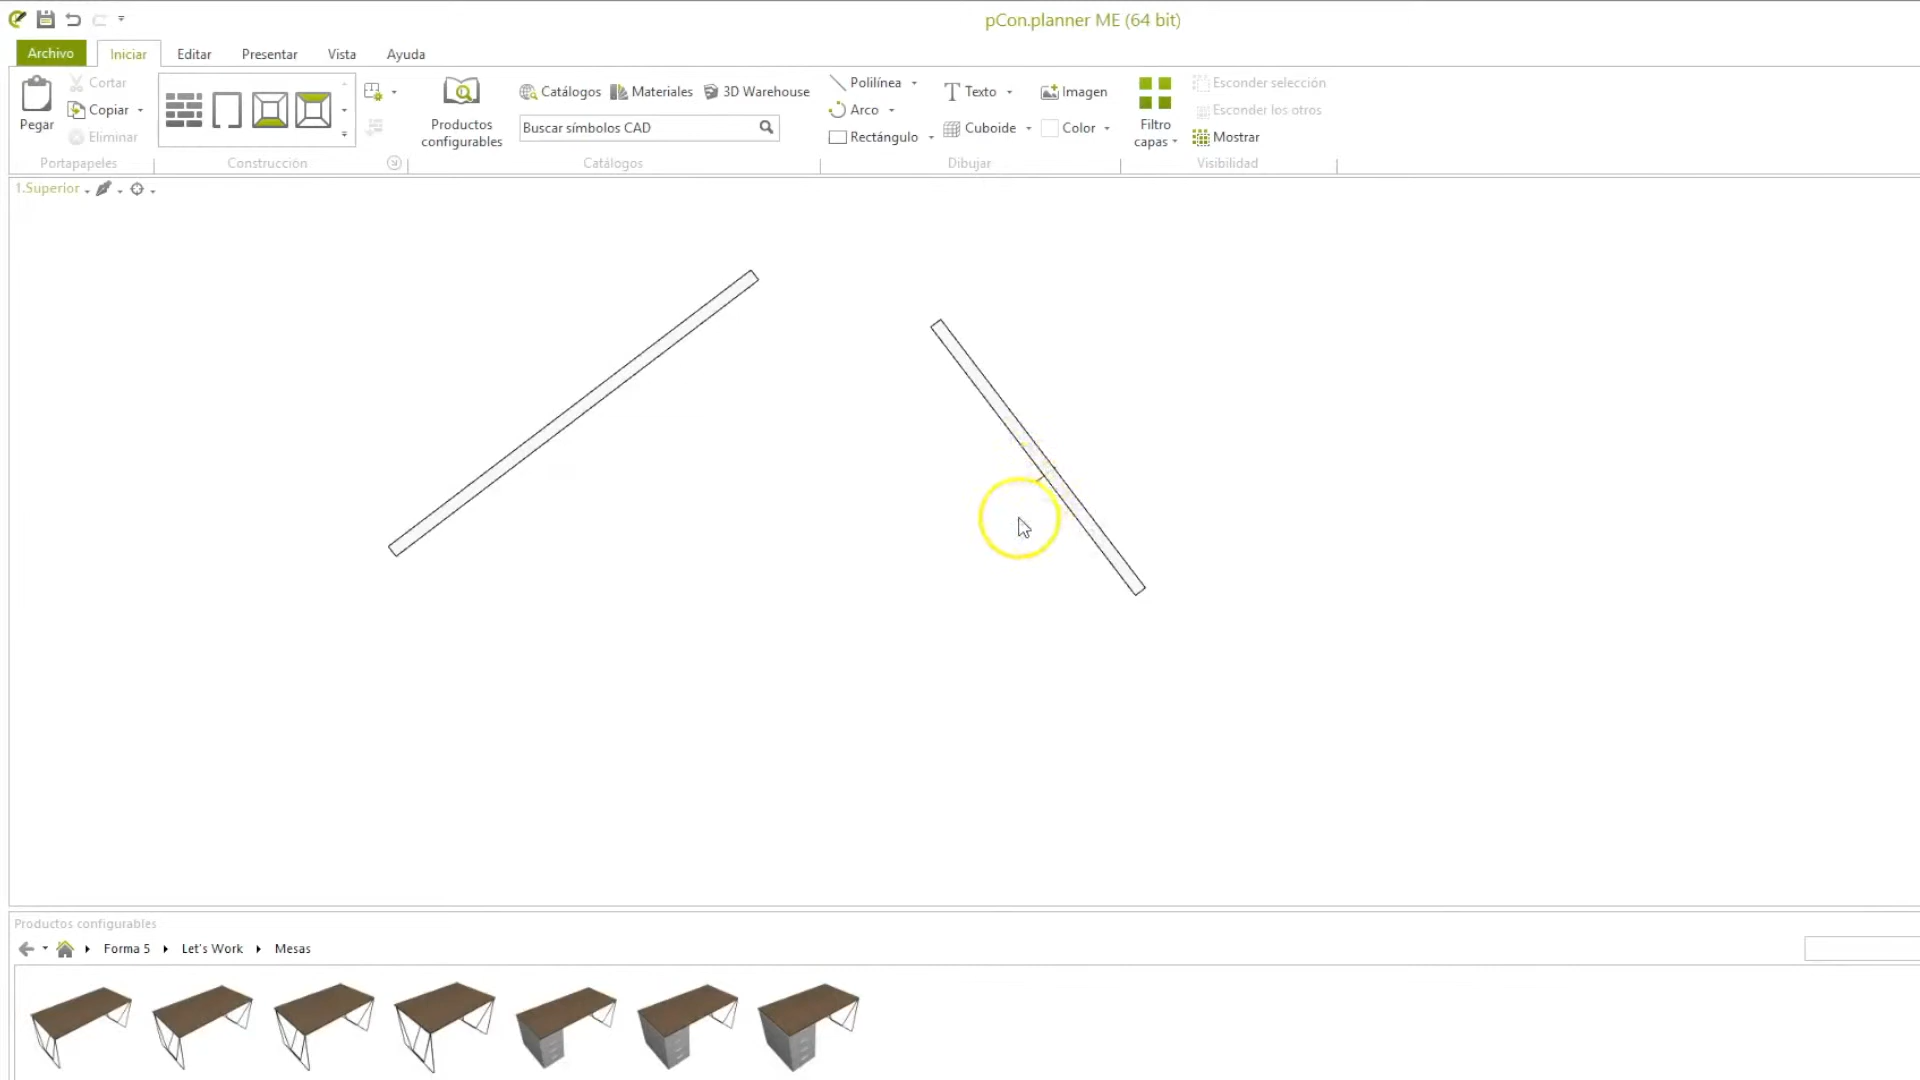 pCon.planner ME (64 bit)
Archivo Iniciar Editar Presentar Vista Ayuda
Pegar
Cortar
Copiar
Eliminar
Portapapeles
Construcción
Productos configurables
Catálogos Materiales 3D Warehouse
Buscar símbolos CAD
Catálogos
Polilínea
Arco
Rectángulo
Texto
Cuboide
Imagen
Color
Dibujar
Filtro
capas
Esconder selección
Esconder los otros
Mostrar
Visibilidad
1.Superior
Productos configurables
Forma 5 Let's Work Mesas